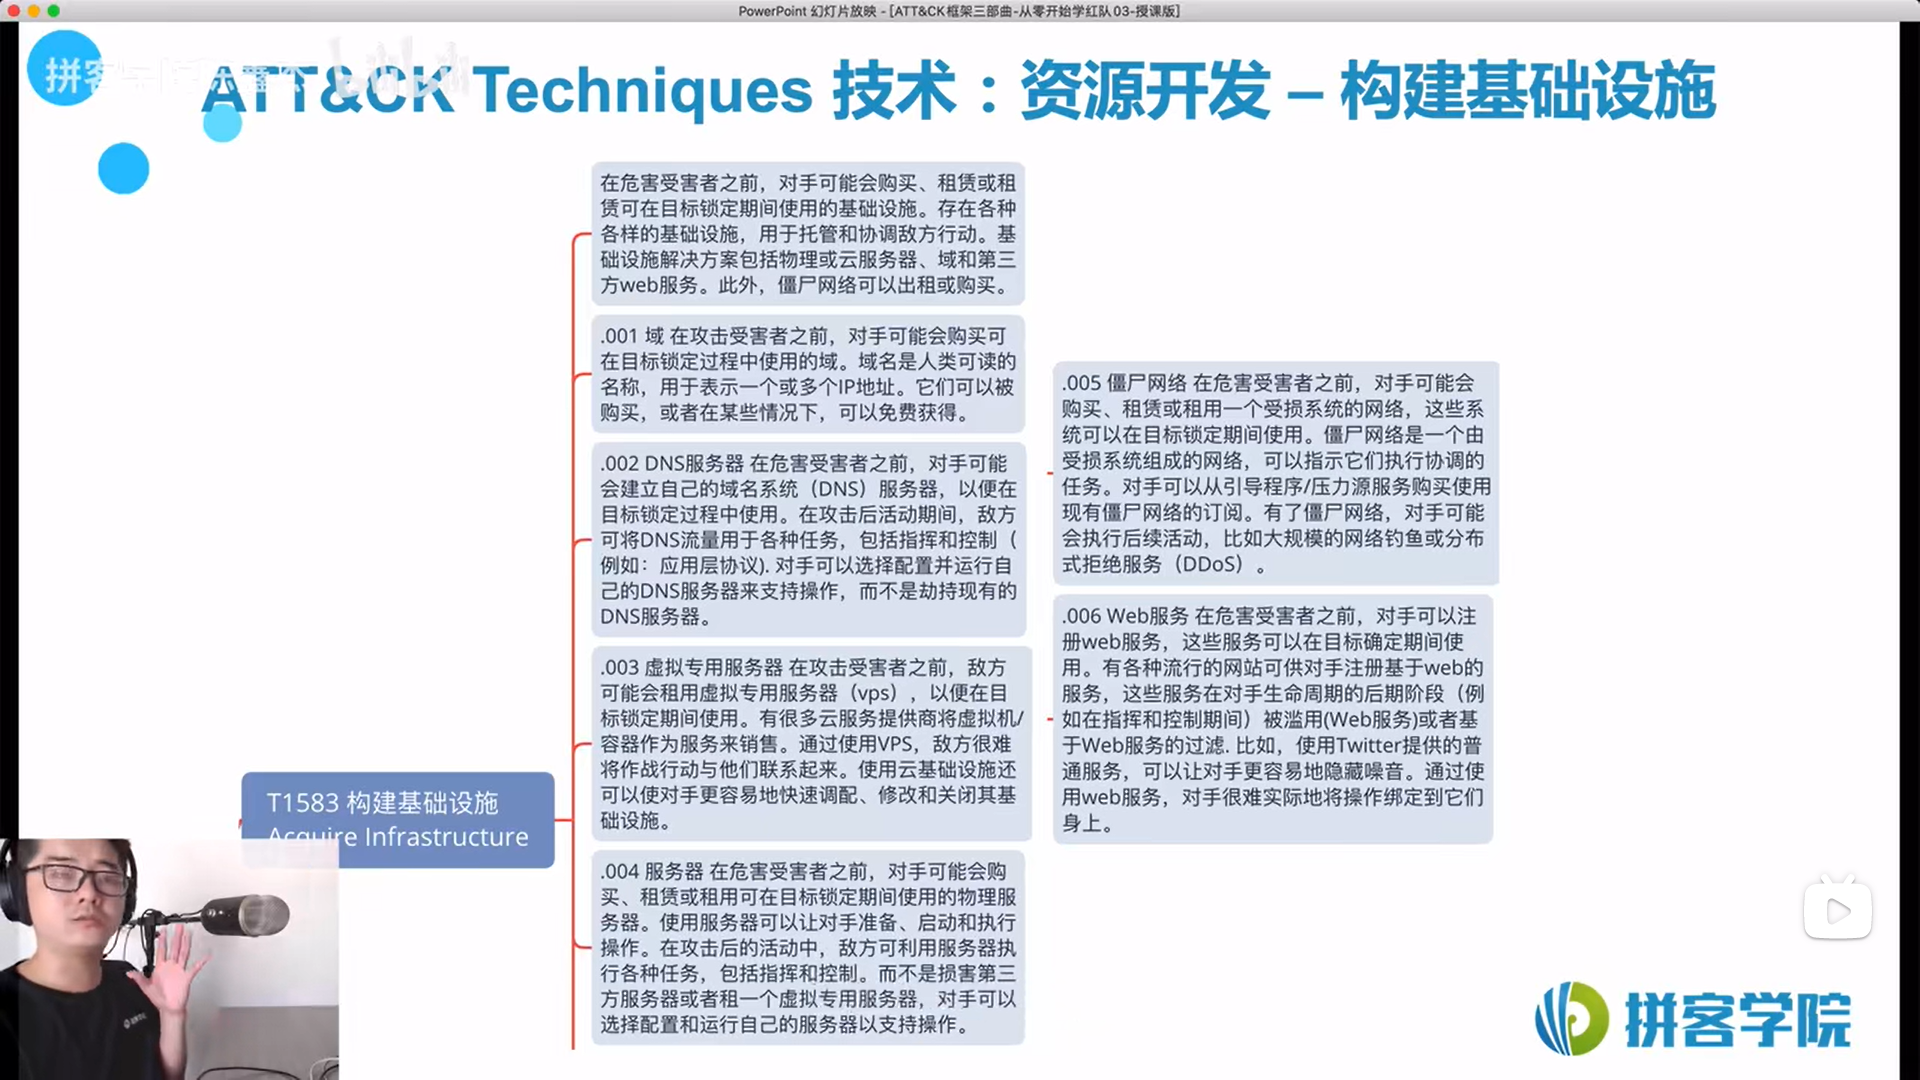 PowerPoint 幻灯片放映 - [ATT&CK框架三部曲-从零开始学红队03-授课版]
ATT&CK Techniques 技术：资源开发 – 构建基础设施
在危害受害者之前，对手可能会购买、租赁或租
赁可在目标锁定期间使用的基础设施。存在各种
各样的基础设施，用于托管和协调敌方行动。基
础设施解决方案包括物理或云服务器、域和第三
方web服务。此外，僵尸网络可以出租或购买。
.001 域 在攻击受害者之前，对手可能会购买可
在目标锁定过程中使用的域。域名是人类可读的
名称，用于表示一个或多个IP地址。它们可以被
购买，或者在某些情况下，可以免费获得。
.002 DNS服务器 在危害受害者之前，对手可能
会建立自己的域名系统（DNS）服务器，以便在
目标锁定过程中使用。在攻击后活动期间，敌方
可将DNS流量用于各种任务，包括指挥和控制（
例如：应用层协议). 对手可以选择配置并运行自
己的DNS服务器来支持操作，而不是劫持现有的
DNS服务器。
.003 虚拟专用服务器 在攻击受害者之前，敌方
可能会租用虚拟专用服务器（vps），以便在目
标锁定期间使用。有很多云服务提供商将虚拟机/
容器作为服务来销售。通过使用VPS，敌方很难
将作战行动与他们联系起来。使用云基础设施还
可以使对手更容易地快速调配、修改和关闭其基
础设施。
.004 服务器 在危害受害者之前，对手可能会购
买、租赁或租用可在目标锁定期间使用的物理服
务器。使用服务器可以让对手准备、启动和执行
操作。在攻击后的活动中，敌方可利用服务器执
行各种任务，包括指挥和控制。而不是损害第三
方服务器或者租一个虚拟专用服务器，对手可以
选择配置和运行自己的服务器以支持操作。
.005 僵尸网络 在危害受害者之前，对手可能会
购买、租赁或租用一个受损系统的网络，这些系
统可以在目标锁定期间使用。僵尸网络是一个由
受损系统组成的网络，可以指示它们执行协调的
任务。对手可以从引导程序/压力源服务购买使用
现有僵尸网络的订阅。有了僵尸网络，对手可能
会执行后续活动，比如大规模的网络钓鱼或分布
式拒绝服务（DDoS）。
.006 Web服务 在危害受害者之前，对手可以注
册web服务，这些服务可以在目标确定期间使
用。有各种流行的网站可供对手注册基于web的
服务，这些服务在对手生命周期的后期阶段（例
如在指挥和控制期间）被滥用(Web服务)或者基
于Web服务的过滤. 比如，使用Twitter提供的普
通服务，可以让对手更容易地隐藏噪音。通过使
用web服务，对手很难实际地将操作绑定到它们
身上。
T1583 构建基础设施
Acquire Infrastructure
拼客学院